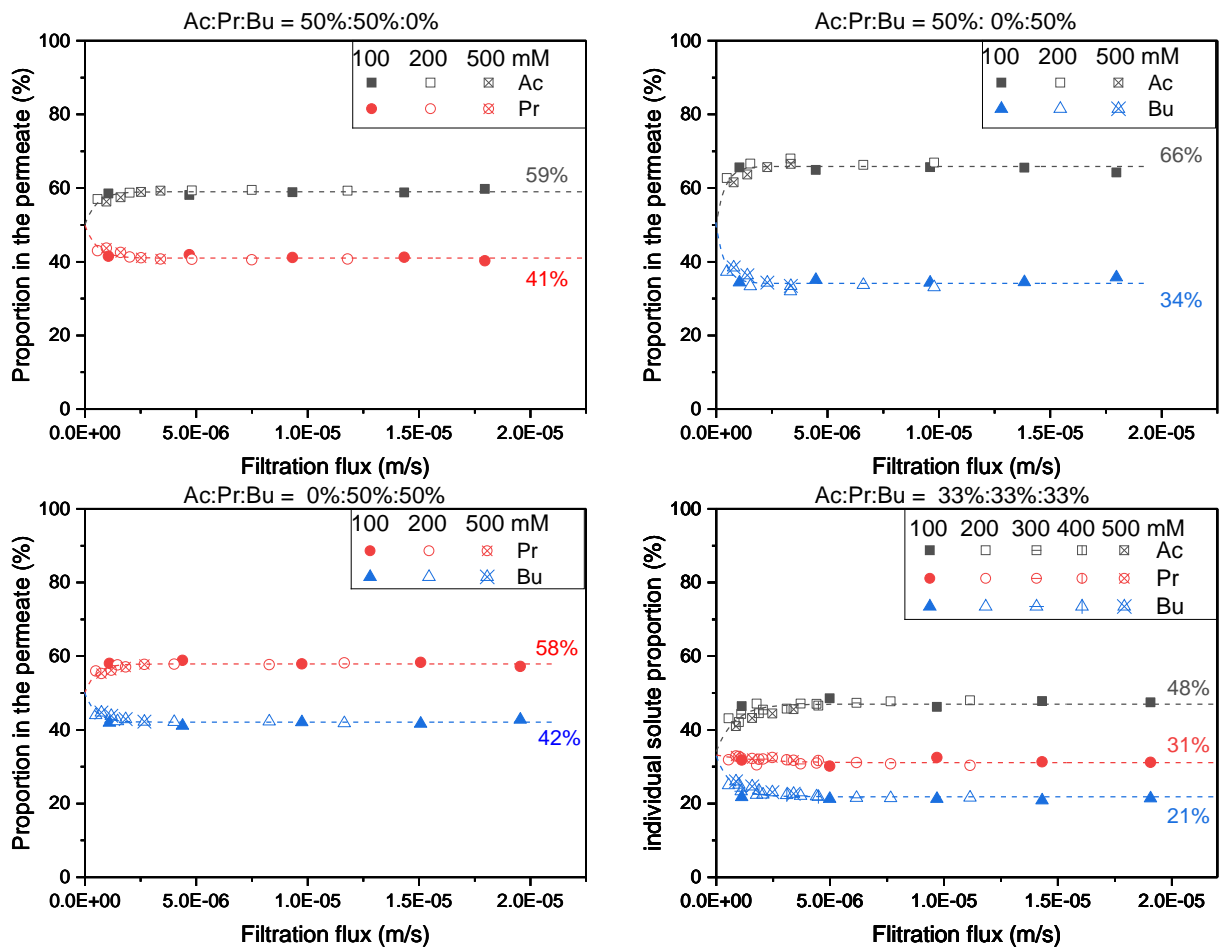 Ac:Pr:Bu = 50%:50%:0%
100 200 500 mM
Ac
Pr
59%
41%
Proportion in the permeate (%)
100
80
60
40
20
0
0.0E+00 5.0E-06 1.0E-05 1.5E-05 2.0E-05
Filtration flux (m/s)
Ac:Pr:Bu = 50%: 0%:50%
100 200 500 mM
Ac
Bu
66%
34%
Proportion in the permeate (%)
100
80
60
40
20
0
0.0E+00 5.0E-06 1.0E-05 1.5E-05 2.0E-05
Filtration flux (m/s)
Ac:Pr:Bu = 0%:50%:50%
100 200 500 mM
Pr
Bu
58%
42%
Proportion in the permeate (%)
100
80
60
40
20
0
0.0E+00 5.0E-06 1.0E-05 1.5E-05 2.0E-05
Filtration flux (m/s)
Ac:Pr:Bu = 33%:33%:33%
100 200 300 400 500 mM
Ac
Pr
Bu
48%
31%
21%
individual solute proportion (%)
100
80
60
40
20
0
0.0E+00 5.0E-06 1.0E-05 1.5E-05 2.0E-05
Flitration flux (m/s)